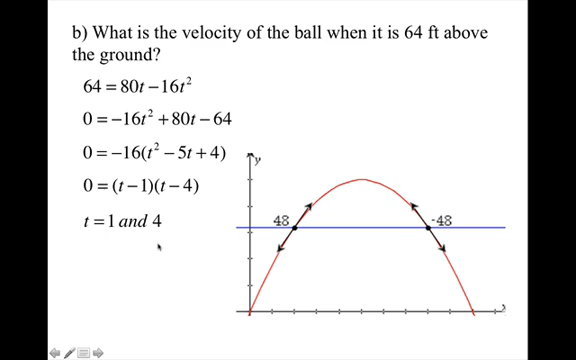 b) What is the velocity of the ball when it is 64 ft above
the ground?
64 = 80t − 16t²
0 = −16t² + 80t − 64
0 = −16(t² − 5t + 4)
0 = (t − 1)(t − 4)
t = 1 and 4
y
48
-48